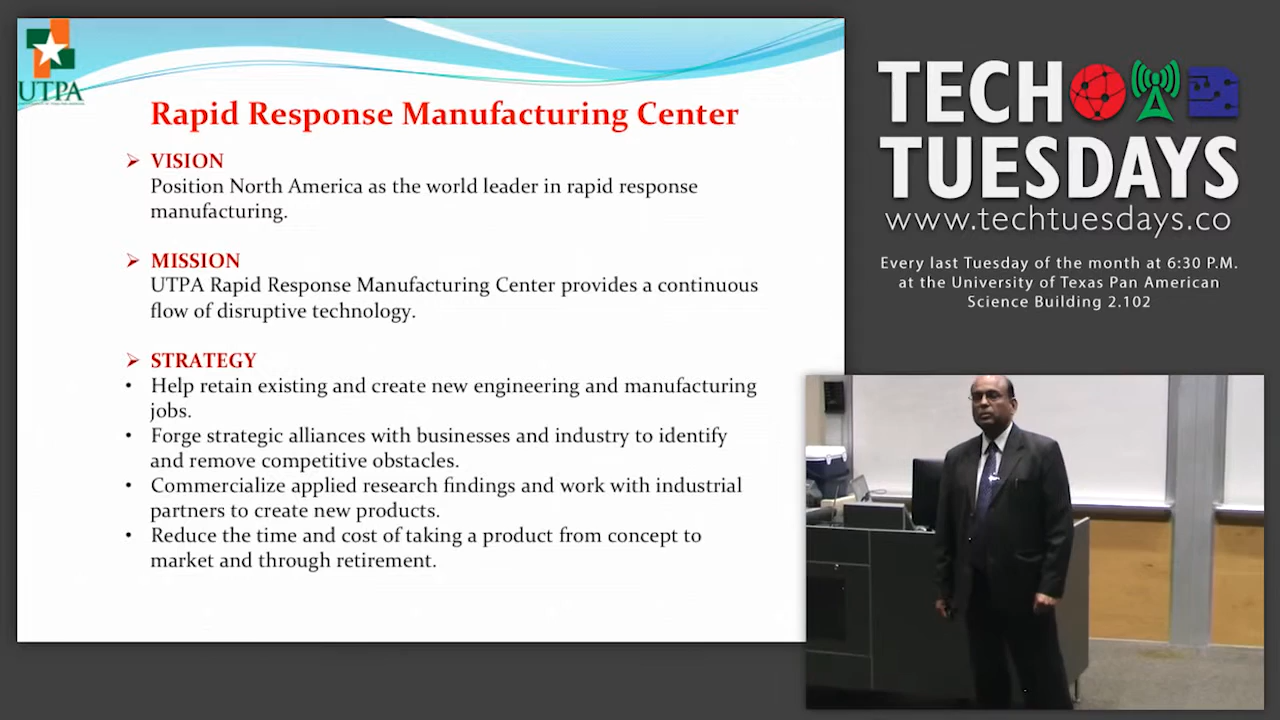 UTPA
Rapid Response Manufacturing Center
VISION
Position North America as the world leader in rapid response
manufacturing.
MISSION
UTPA Rapid Response Manufacturing Center provides a continuous
flow of disruptive technology.
STRATEGY
• Help retain existing and create new engineering and manufacturing
jobs.
• Forge strategic alliances with businesses and industry to identify
and remove competitive obstacles.
• Commercialize applied research findings and work with industrial
partners to create new products.
• Reduce the time and cost of taking a product from concept to
market and through retirement.
TECH
TUESDAYS
www.techtuesdays.co
Every last Tuesday of the month at 6:30 P.M.
at the University of Texas Pan American
Science Building 2.102